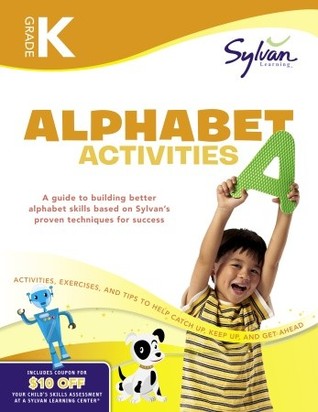 GRADE
K
Sylvan
Learning™
ALPHABET
ACTIVITIES
A
A guide to building better
alphabet skills based on Sylvan's
proven techniques for success
ACTIVITIES, EXERCISES, AND TIPS TO HELP CATCH UP, KEEP UP, AND GET AHEAD
INCLUDES COUPON FOR
$10 OFF
YOUR CHILD'S SKILLS ASSESSMENT
AT A SYLVAN LEARNING CENTER®